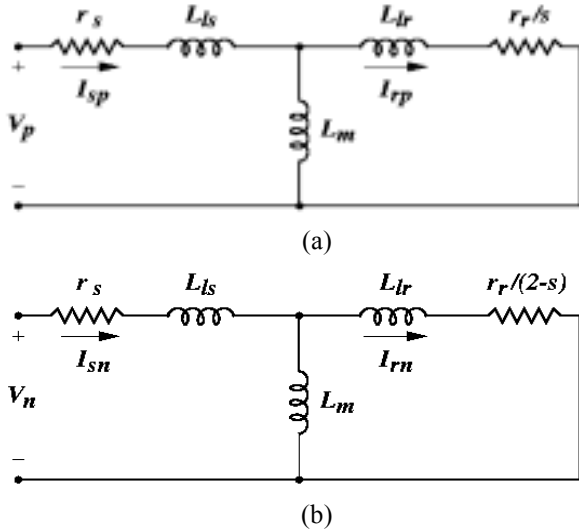 r s L ls L lr r r/s
+ I sp I rp
V p L m
−
(a)
r s L ls L lr r r/(2-s)
+ I sn I rn
V n L m
−
(b)